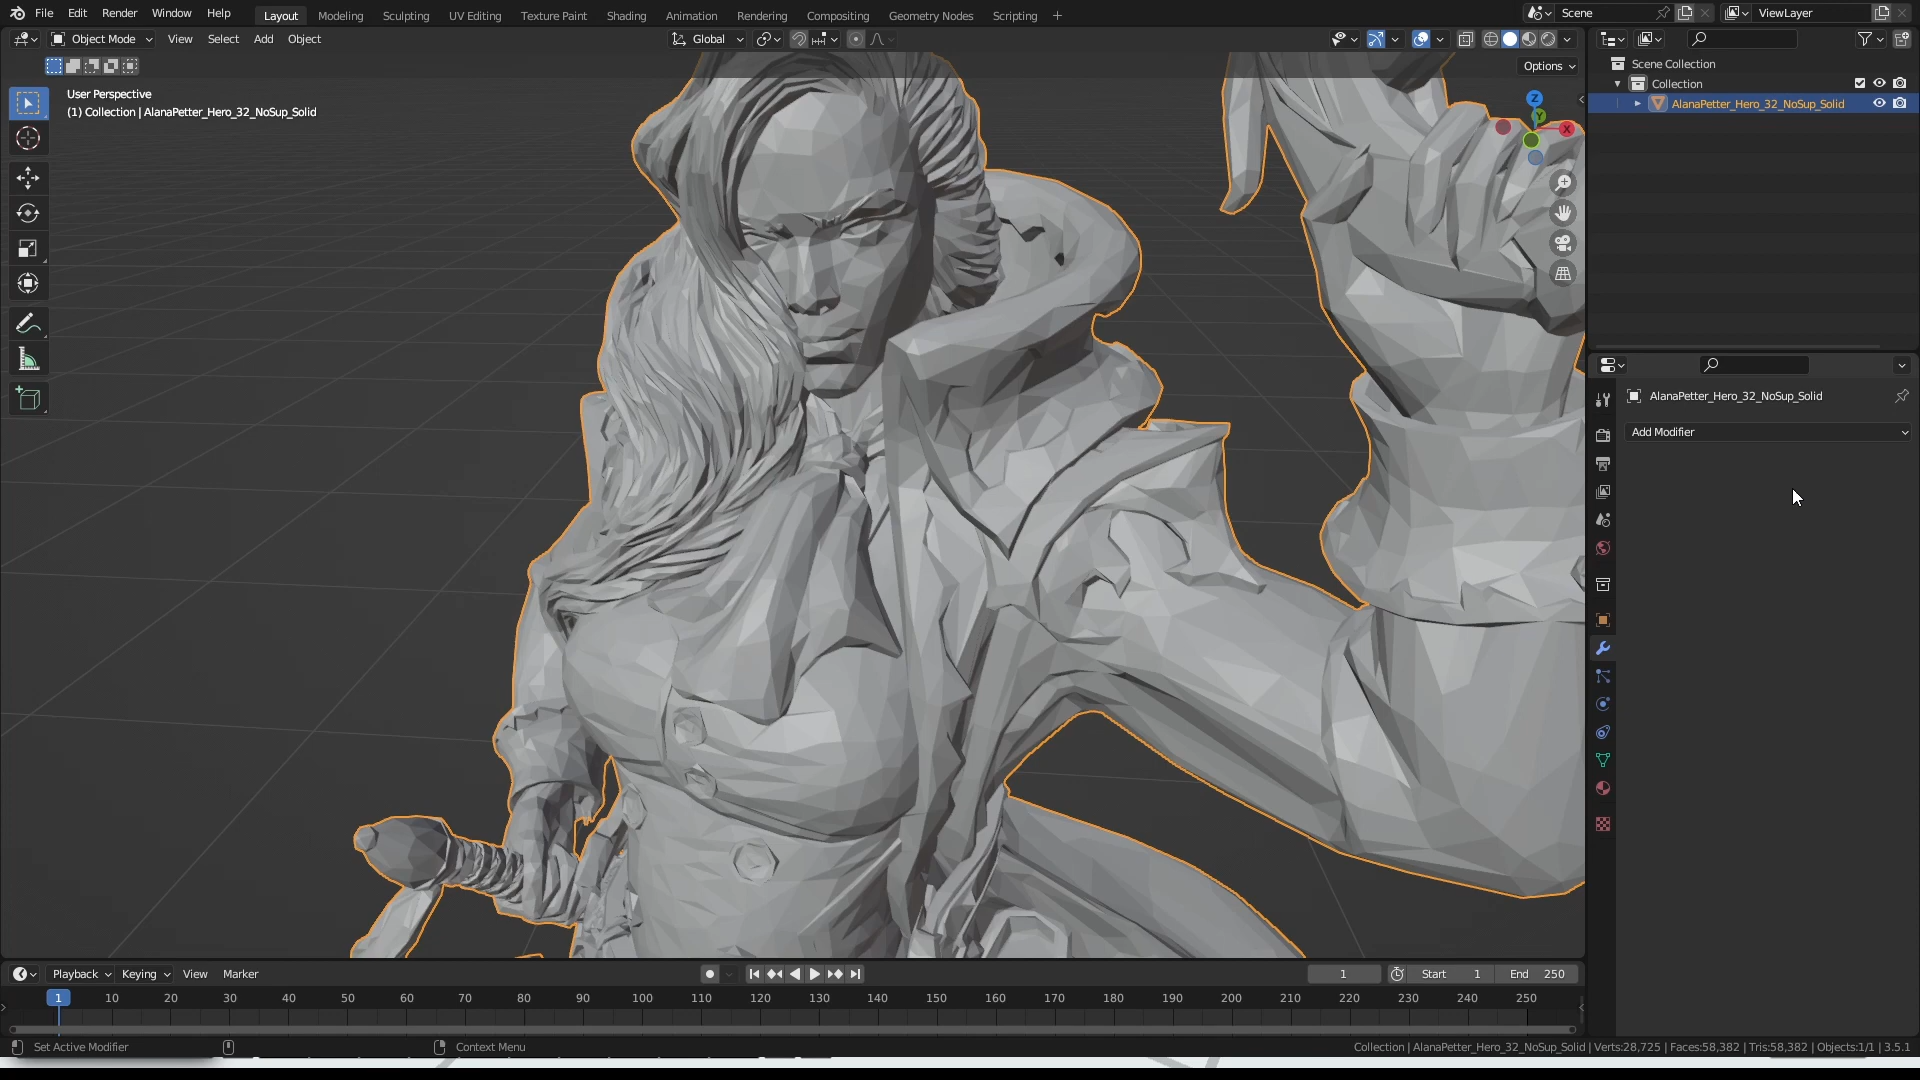 File Edit Render Window Help
Layout Modeling Sculpting UV Editing Texture Paint Shading Animation Rendering Compositing Geometry Nodes Scripting +
Scene
ViewLayer
Object Mode View Select Add Object
Global
Options
User Perspective
(1) Collection | AlanaPetter_Hero_32_NoSup_Solid
Z
Y
X
Scene Collection
Collection
AlanaPetter_Hero_32_NoSup_Solid
AlanaPetter_Hero_32_NoSup_Solid
Add Modifier
Playback Keying View Marker
1
Start 1
End 250
1 10 20 30 40 50 60 70 80 90 100 110 120 130 140 150 160 170 180 190 200 210 220 230 240 250
Set Active Modifier
Context Menu
Collection | AlanaPetter_Hero_32_NoSup_Solid | Verts:28,725 | Faces:58,382 | Tris:58,382 | Objects:1/1 | 3.5.1